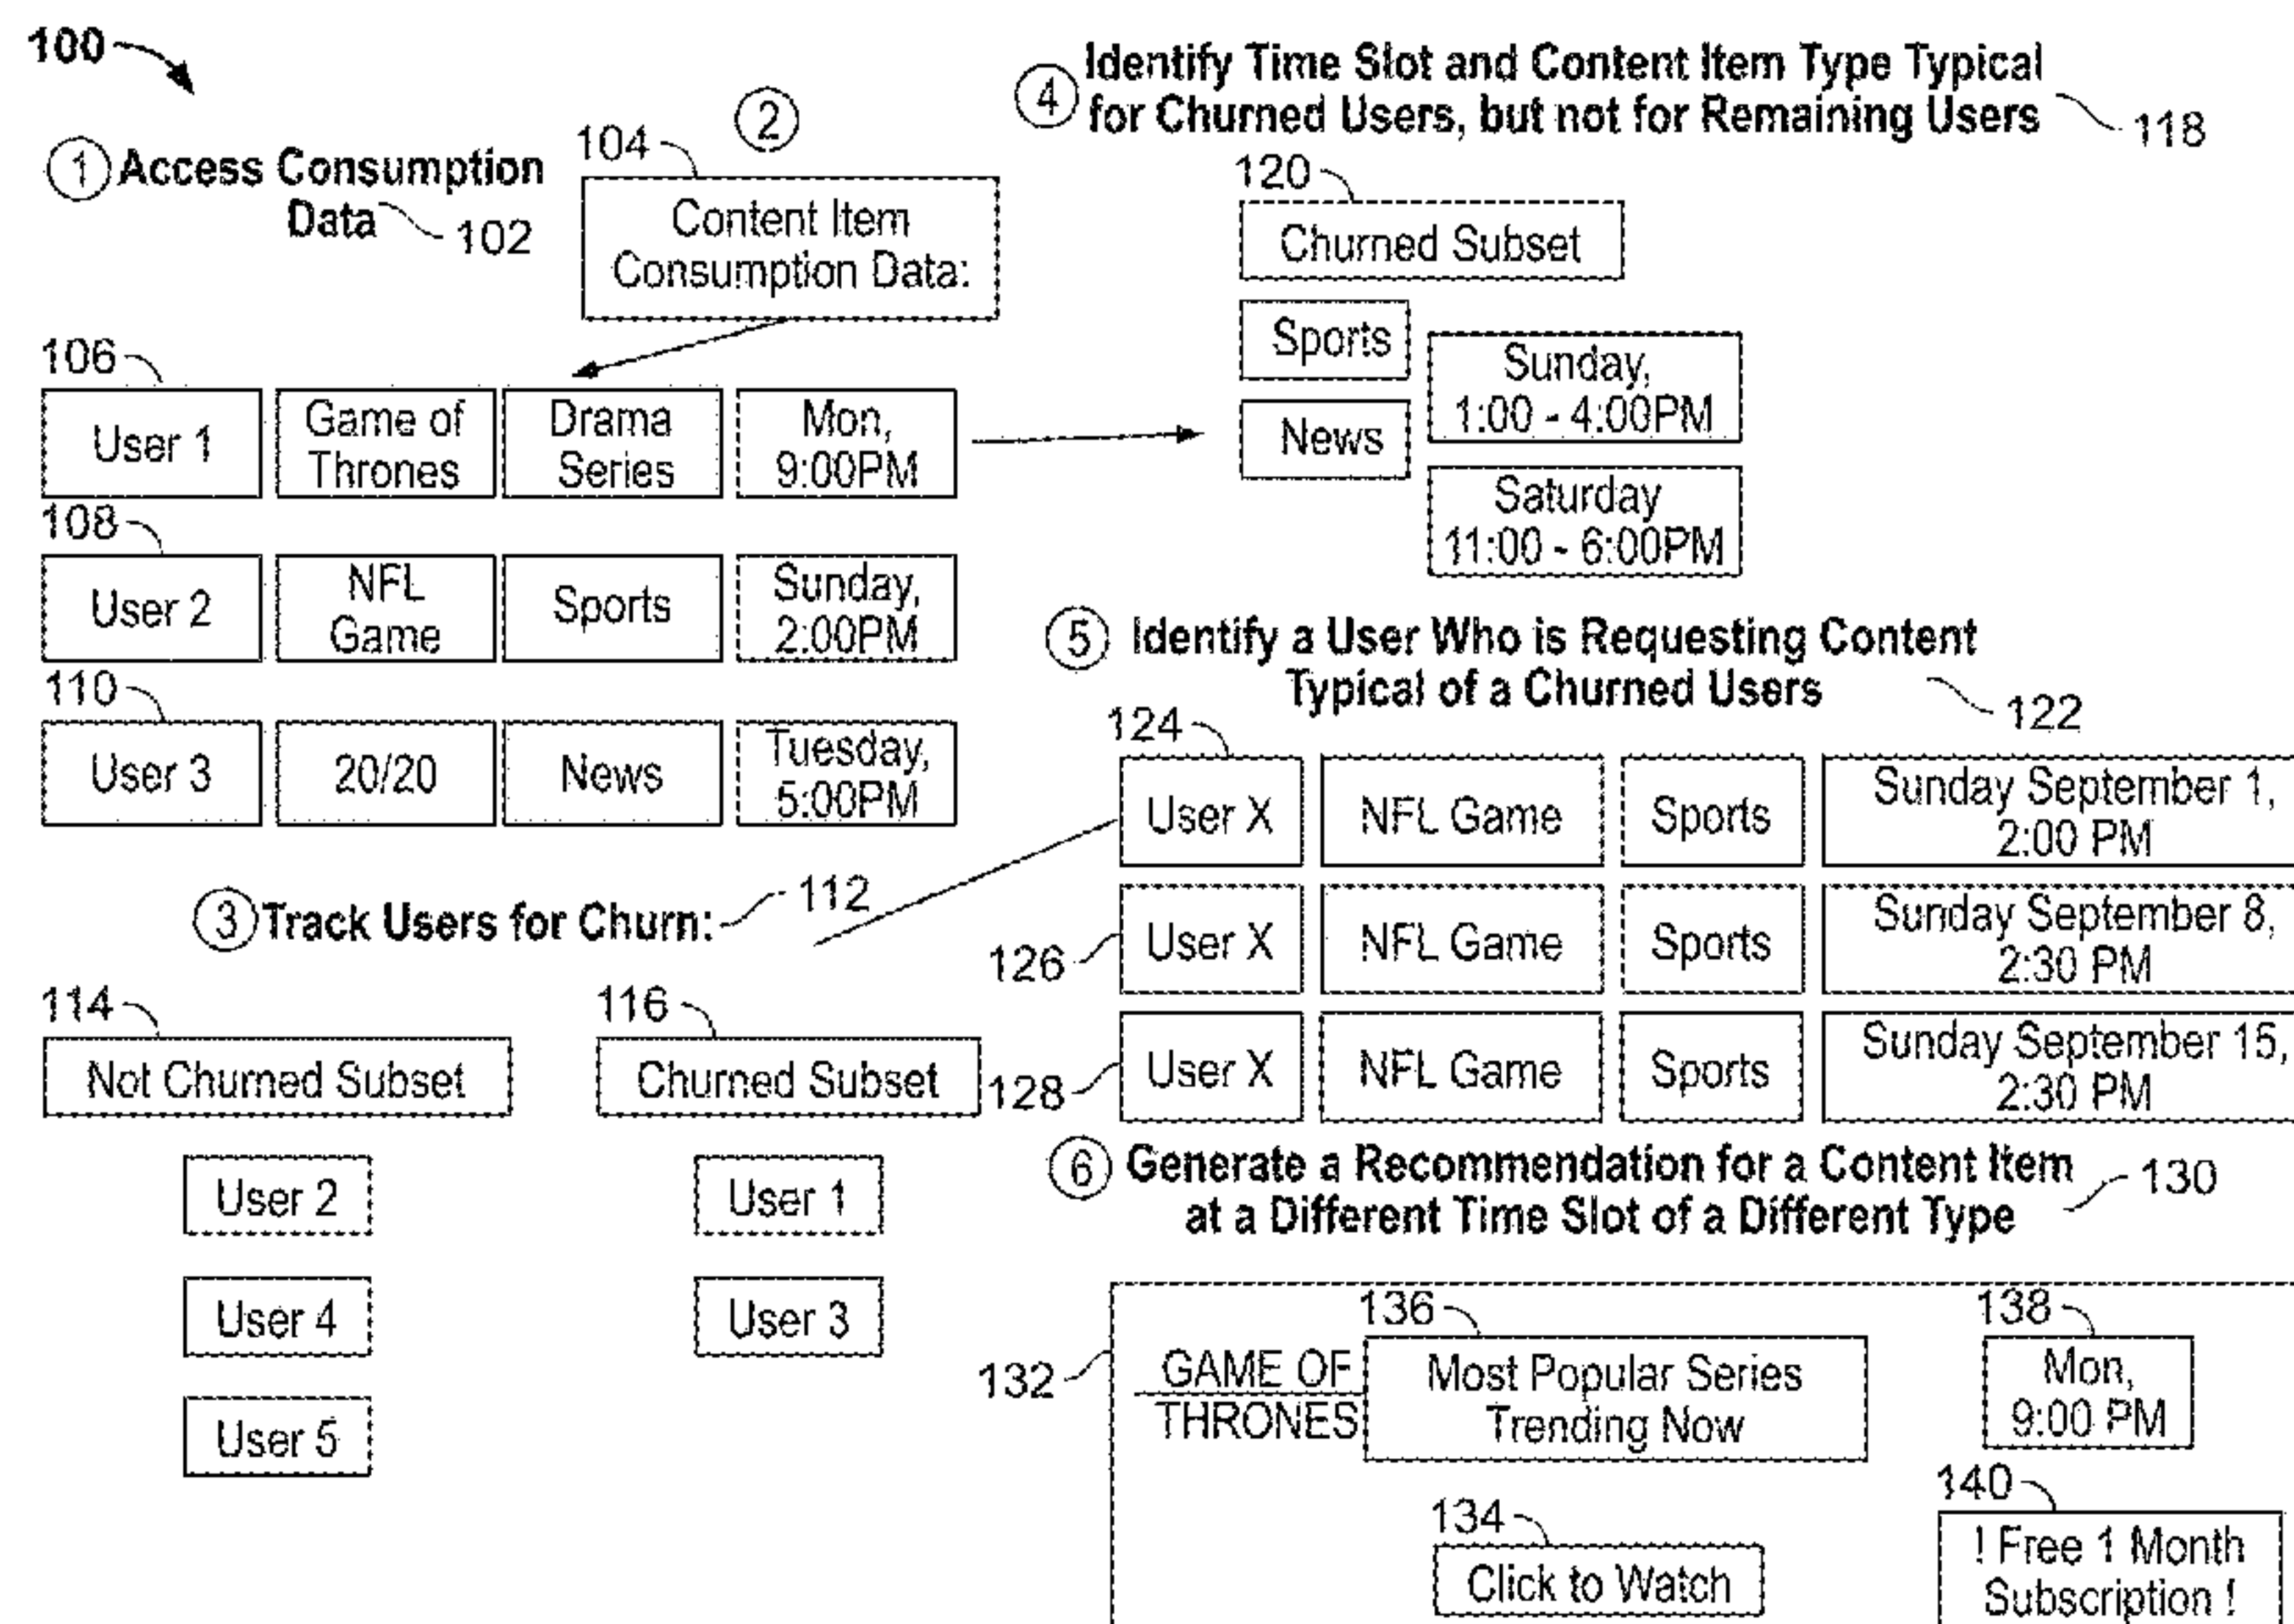 100
1 Access Consumption
Data 102
2
104
Content Item
Consumption Data:
106
User 1 Game of Thrones Drama Series Mon, 9:00PM
108
User 2 NFL Game Sports Sunday, 2:00PM
110
User 3 20/20 News Tuesday, 5:00PM
3 Track Users for Churn: 112
114
Not Churned Subset
User 2
User 4
User 5
116
Churned Subset
User 1
User 3
4 Identify Time Slot and Content Item Type Typical
for Churned Users, but not for Remaining Users 118
120
Churned Subset
Sports
News
Sunday,
1:00 - 4:00PM
Saturday
11:00 - 6:00PM
5 Identify a User Who is Requesting Content
Typical of a Churned Users 122
124
User X NFL Game Sports Sunday September 1, 2:00 PM
126 User X NFL Game Sports Sunday September 8, 2:30 PM
128 User X NFL Game Sports Sunday September 15, 2:30 PM
6 Generate a Recommendation for a Content Item
at a Different Time Slot of a Different Type 130
132
GAME OF
THRONES
136
Most Popular Series
Trending Now
138
Mon,
9:00 PM
134
Click to Watch
140
! Free 1 Month
Subscription !